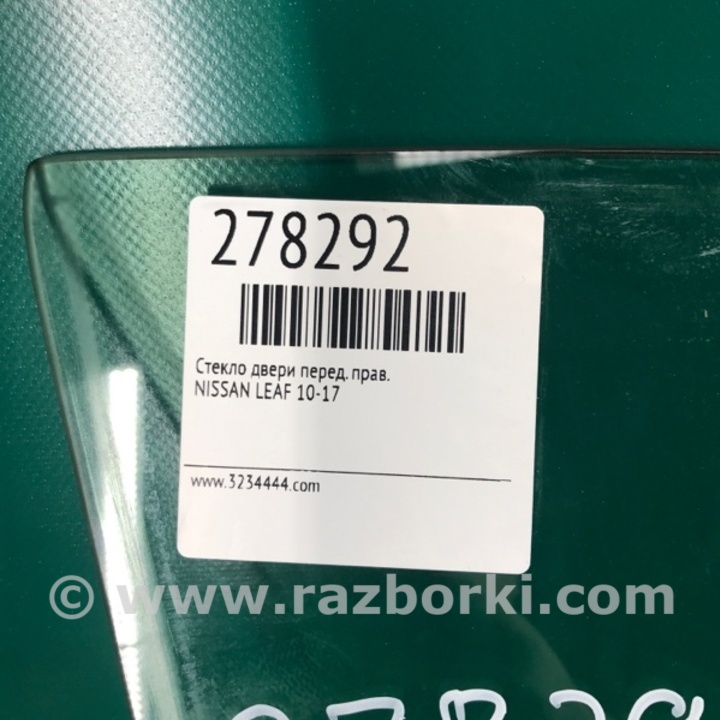 278292
Стекло двери перед. прав.
NISSAN LEAF 10-17
www.3234444.com
© www.razborki.com